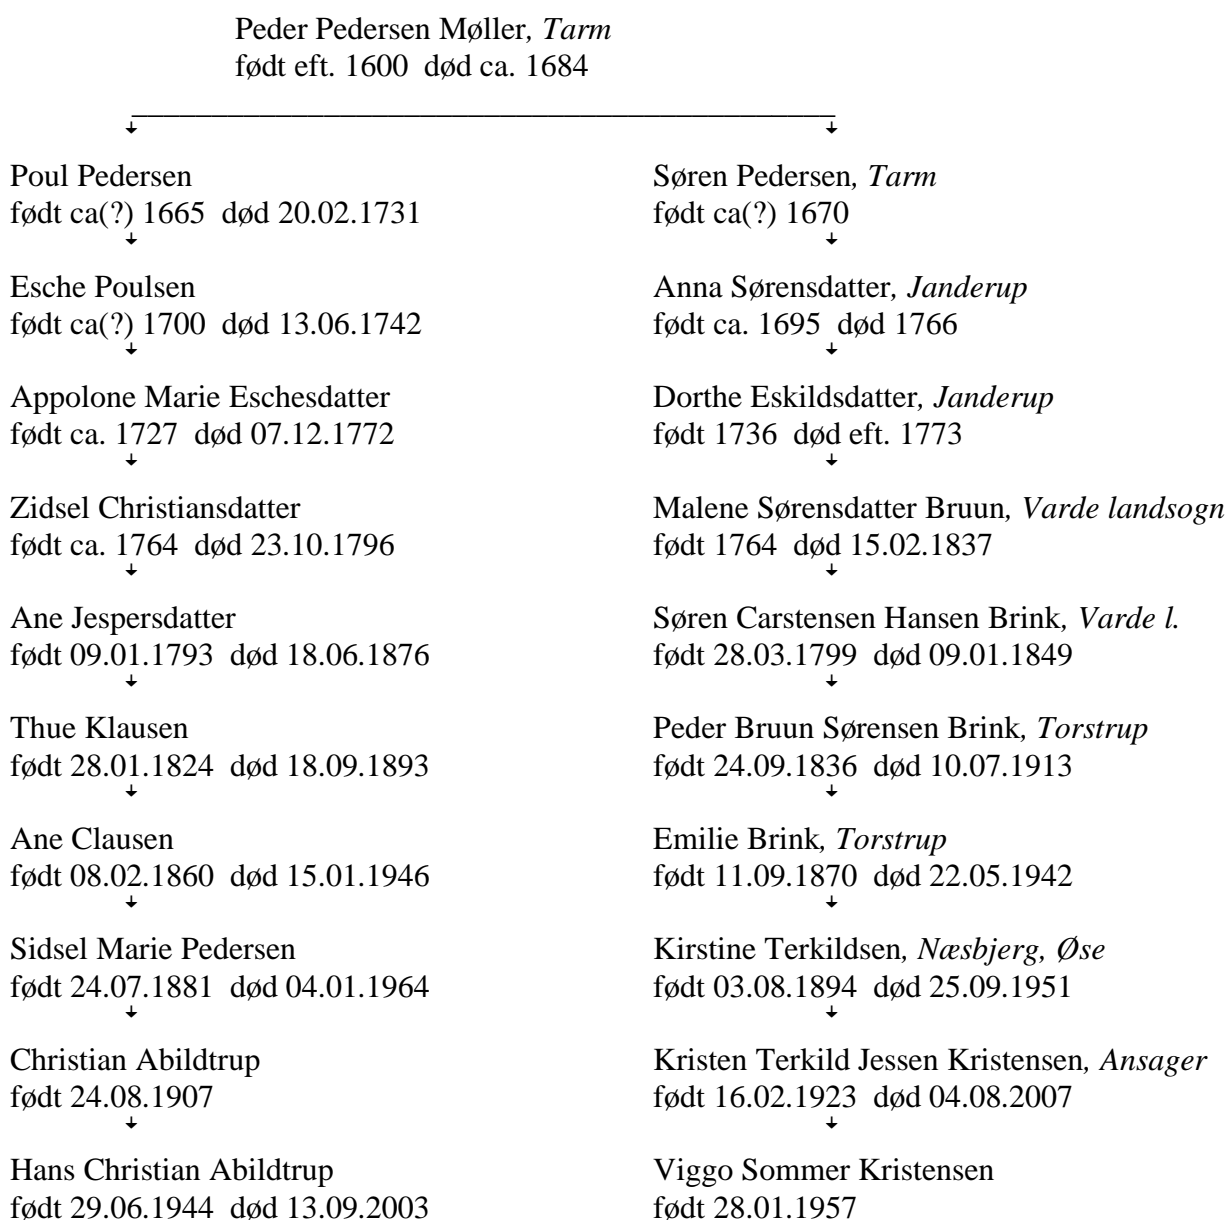 Peder Pedersen Møller, Tarm
født eft. 1600 død ca. 1684
Poul Pedersen
født ca(?) 1665 død 20.02.1731
Søren Pedersen, Tarm
født ca(?) 1670
Esche Poulsen
født ca(?) 1700 død 13.06.1742
Anna Sørensdatter, Janderup
født ca. 1695 død 1766
Appolone Marie Eschesdatter
født ca. 1727 død 07.12.1772
Dorthe Eskildsdatter, Janderup
født 1736 død eft. 1773
Zidsel Christiansdatter
født ca. 1764 død 23.10.1796
Malene Sørensdatter Bruun, Varde landsogn
født 1764 død 15.02.1837
Ane Jespersdatter
født 09.01.1793 død 18.06.1876
Søren Carstensen Hansen Brink, Varde l.
født 28.03.1799 død 09.01.1849
Thue Klausen
født 28.01.1824 død 18.09.1893
Peder Bruun Sørensen Brink, Torstrup
født 24.09.1836 død 10.07.1913
Ane Clausen
født 08.02.1860 død 15.01.1946
Emilie Brink, Torstrup
født 11.09.1870 død 22.05.1942
Sidsel Marie Pedersen
født 24.07.1881 død 04.01.1964
Kirstine Terkildsen, Næsbjerg, Øse
født 03.08.1894 død 25.09.1951
Christian Abildtrup
født 24.08.1907
Kristen Terkild Jessen Kristensen, Ansager
født 16.02.1923 død 04.08.2007
Hans Christian Abildtrup
født 29.06.1944 død 13.09.2003
Viggo Sommer Kristensen
født 28.01.1957